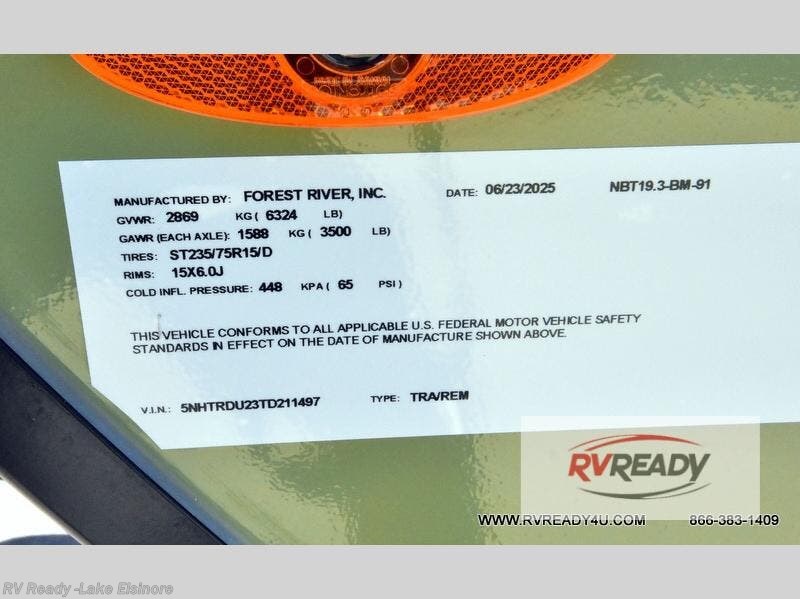 MANUFACTURED BY: FOREST RIVER, INC. DATE: 06/23/2025 NBT19.3-BM-91
GVWR: 2869 KG ( 6324 LB)
GAWR (EACH AXLE): 1588 KG ( 3500 LB)
TIRES: ST235/75R15/D
RIMS: 15X6.0J
COLD INFL. PRESSURE: 448 KPA ( 65 PSI )
THIS VEHICLE CONFORMS TO ALL APPLICABLE U.S. FEDERAL MOTOR VEHICLE SAFETY
STANDARDS IN EFFECT ON THE DATE OF MANUFACTURE SHOWN ABOVE.
V.I.N.: 5NHTRDU23TD211497 TYPE: TRA/REM
RVREADY
WWW.RVREADY4U.COM 866-383-1409
RV Ready -Lake Elsinore